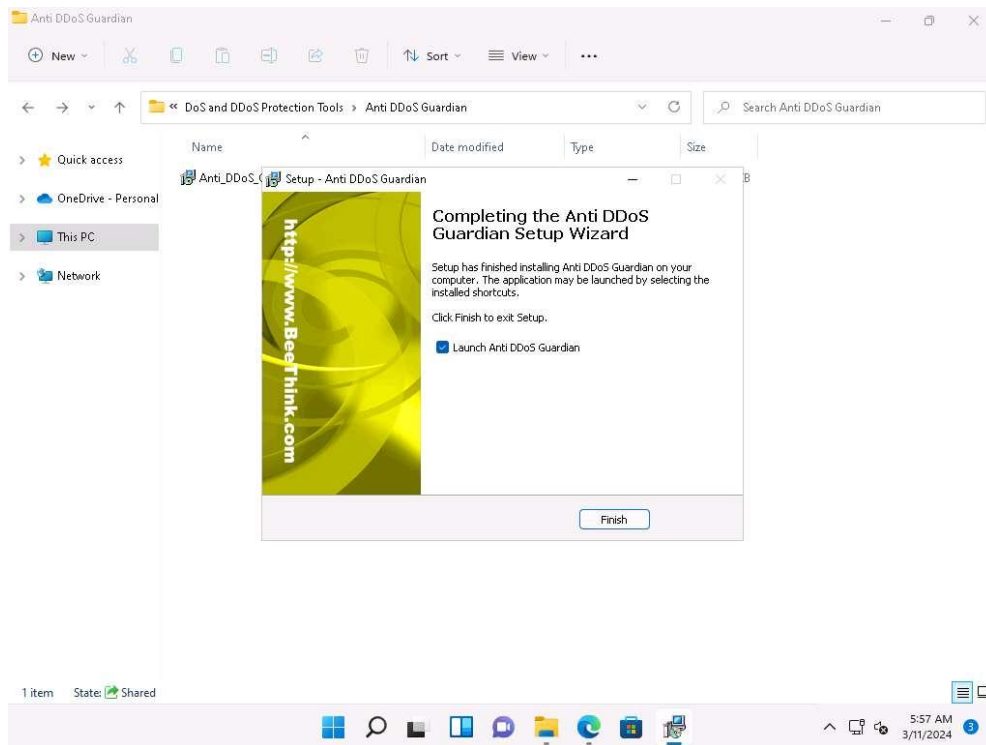 Anti DDoS Guardian
New
Sort
View
« DoS and DDoS Protection Tools > Anti DDoS Guardian
Search Anti DDoS Guardian
Name
Date modified
Type
Size
Quick access
OneDrive - Personal
This PC
Network
Anti_DDoS_
B
Setup - Anti DDoS Guardian
http://www.BeeThink.com
Completing the Anti DDoS
Guardian Setup Wizard
Setup has finished installing Anti DDoS Guardian on your
computer. The application may be launched by selecting the
installed shortcuts.
Click Finish to exit Setup.
Launch Anti DDoS Guardian
Finish
1 item
State: Shared
5:57 AM
3/11/2024
3